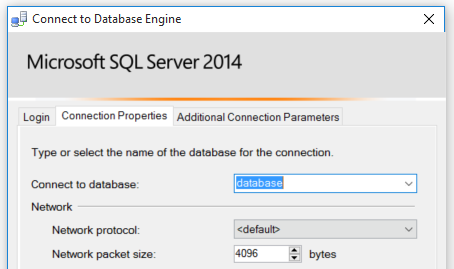 Connect to Database Engine
Microsoft SQL Server 2014
Login Connection Properties Additional Connection Parameters
Type or select the name of the database for the connection.
Connect to database: database
Network
Network protocol: <default>
Network packet size: 4096 bytes